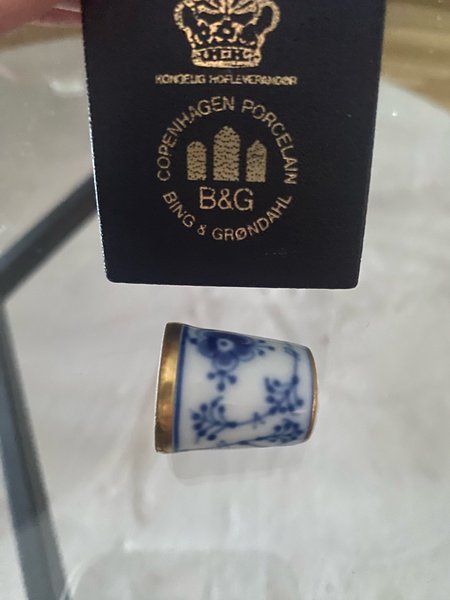 KONGELIG HOFLEVERANDØR
COPENHAGEN PORCELAIN
B&G
BING & GRØNDAHL